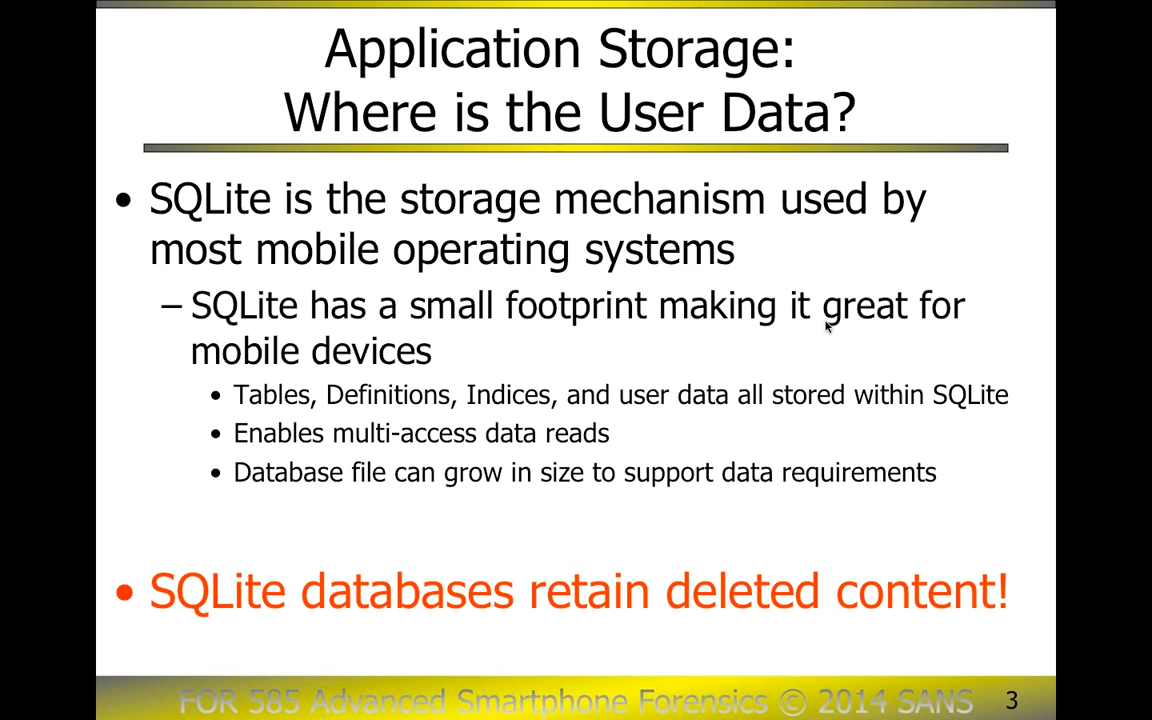 Application Storage:
Where is the User Data?
• SQLite is the storage mechanism used by
most mobile operating systems
– SQLite has a small footprint making it great for
mobile devices
• Tables, Definitions, Indices, and user data all stored within SQLite
• Enables multi-access data reads
• Database file can grow in size to support data requirements
• SQLite databases retain deleted content!
FOR 585 Advanced Smartphone Forensics © 2014 SANS 3